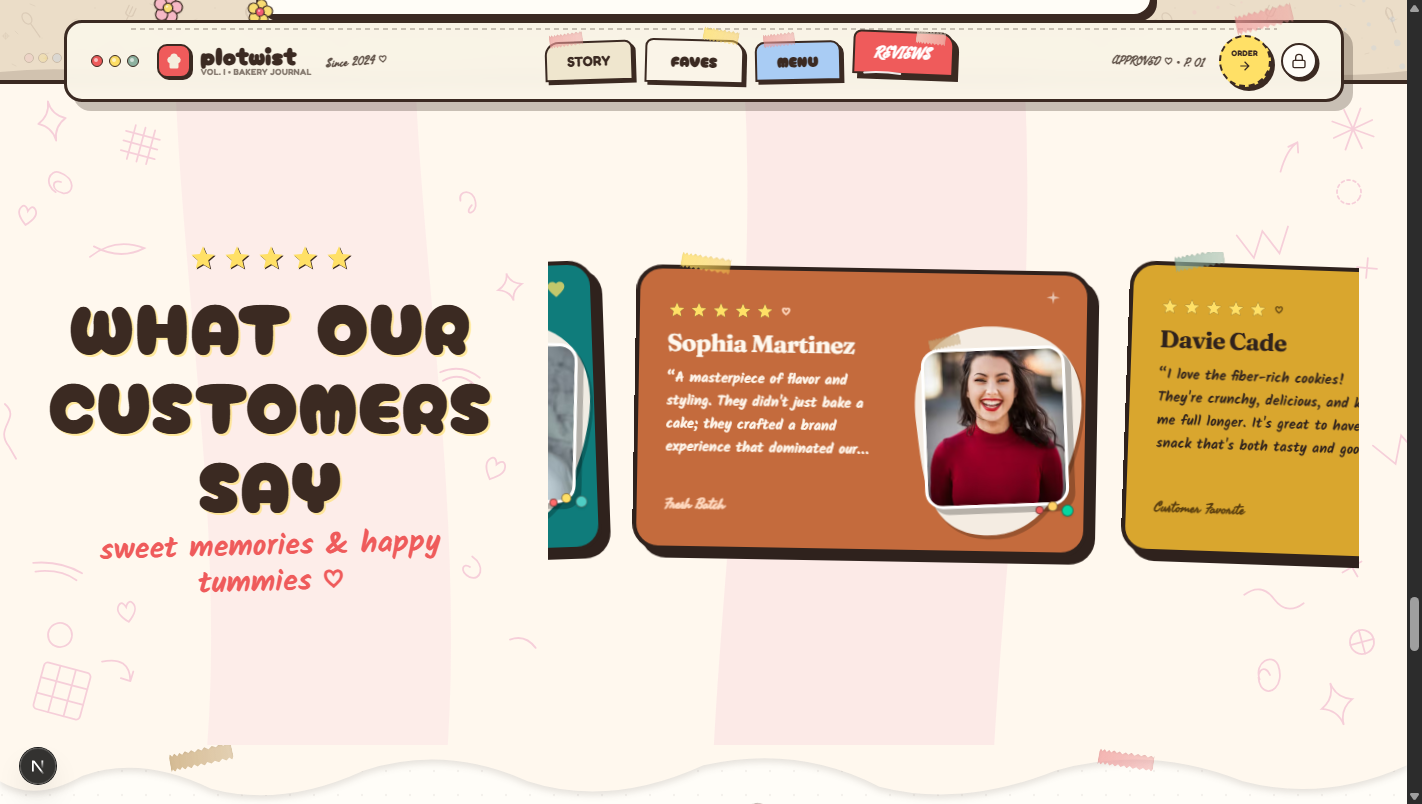 plotwist
VOL. I • BAKERY JOURNAL
Since 2024 ♡
STORY
FAVES
MENU
REVIEWS
APPROVED ♡ • P. 01
ORDER
→
WHAT OUR
CUSTOMERS
SAY
sweet memories & happy
tummies ♡
Sophia Martinez
“A masterpiece of flavor and
styling. They didn't just bake a
cake; they crafted a brand
experience that dominated our...
Fresh Batch
Davie Cade
“I love the fiber-rich cookies!
They're crunchy, delicious, and
me full longer. It's great to have
snack that's both tasty and
Customer Favorite
N